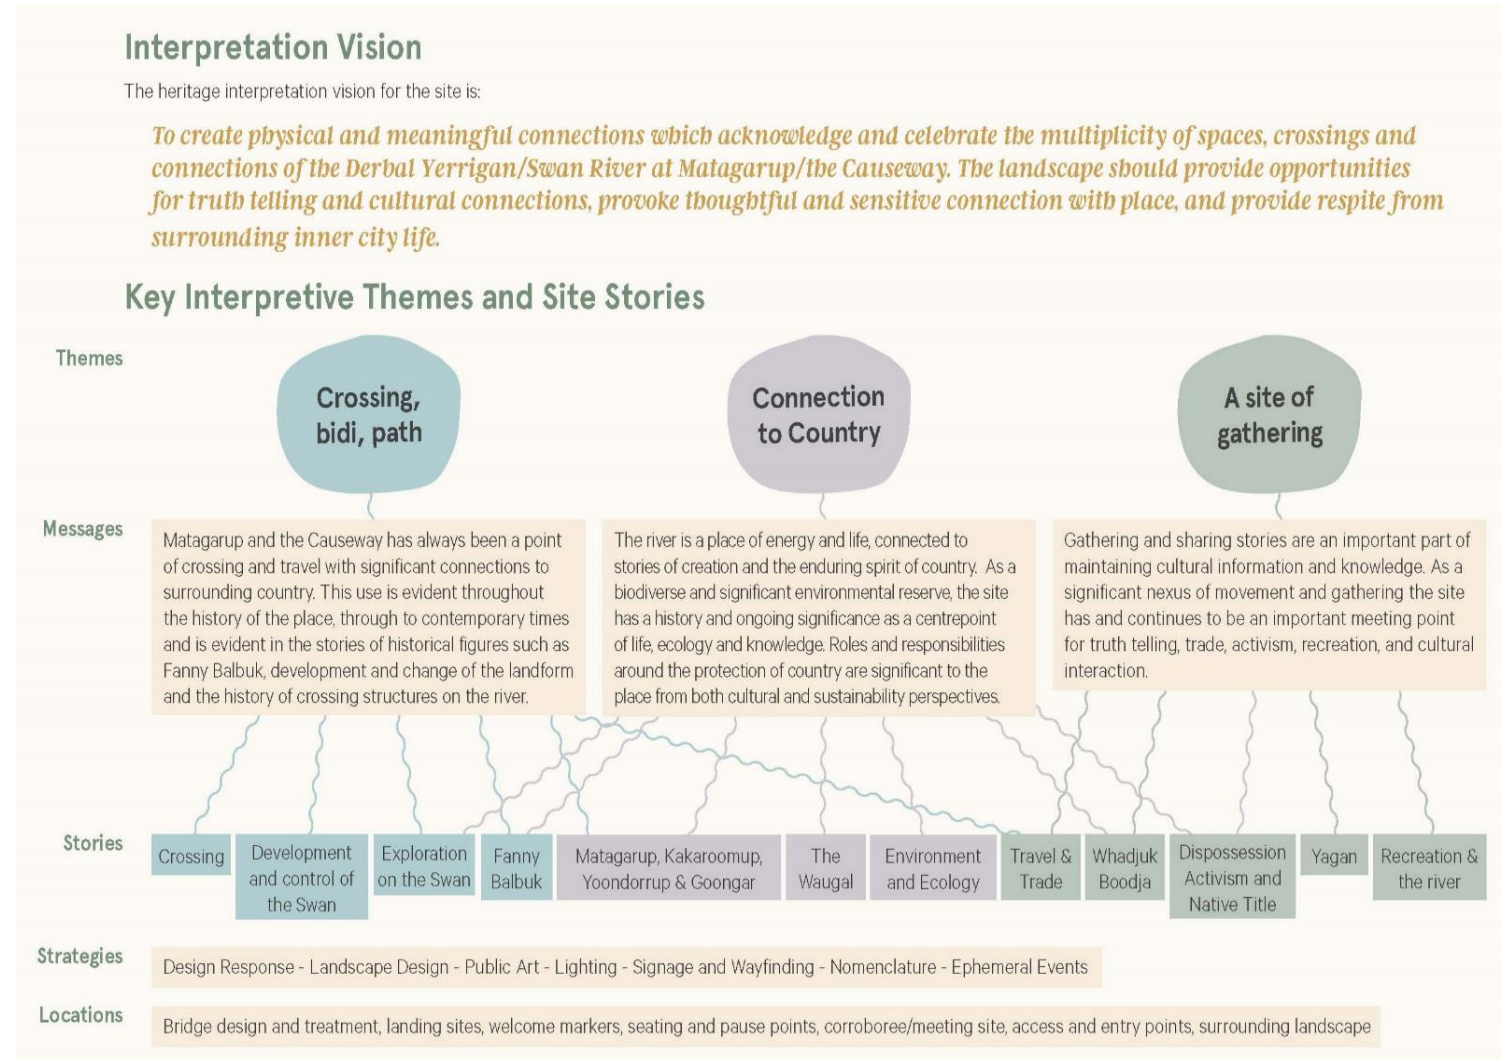 Interpretation Vision
The heritage interpretation vision for the site is:
To create physical and meaningful connections which acknowledge and celebrate the multiplicity of spaces, crossings and
connections of the Derbal Yerrigan/Swan River at Matagarup/the Causeway. The landscape should provide opportunities
for truth telling and cultural connections, provoke thoughtful and sensitive connection with place, and provide respite from
surrounding inner city life.
Key Interpretive Themes and Site Stories
Themes
Crossing,
bidi, path
Connection
to Country
A site of
gathering
Messages
Matagarup and the Causeway has always been a point
of crossing and travel with significant connections to
surrounding country. This use is evident throughout
the history of the place, through to contemporary times
and is evident in the stories of historical figures such as
Fanny Balbuk, development and change of the landform
and the history of crossing structures on the river.
The river is a place of energy and life, connected to
stories of creation and the enduring spirit of country. As a
biodiverse and significant environmental reserve, the site
has a history and ongoing significance as a centrepoint
of life, ecology and knowledge. Roles and responsibilities
around the protection of country are significant to the
place from both cultural and sustainability perspectives.
Gathering and sharing stories are an important part of
maintaining cultural information and knowledge. As a
significant nexus of movement and gathering the site
has and continues to be an important meeting point
for truth telling, trade, activism, recreation, and cultural
interaction.
Stories
Crossing
Development
and control of
the Swan
Exploration
on the Swan
Fanny
Balbuk
Matagarup, Kakaroomup,
Yoondorrup & Goongar
The
Waugal
Environment
and Ecology
Travel &
Trade
Whadjuk
Boodja
Dispossession
Activism and
Native Title
Yagan
Recreation &
the river
Strategies
Design Response - Landscape Design - Public Art - Lighting - Signage and Wayfinding - Nomenclature - Ephemeral Events
Locations
Bridge design and treatment, landing sites, welcome markers, seating and pause points, corroboree/meeting site, access and entry points, surrounding landscape